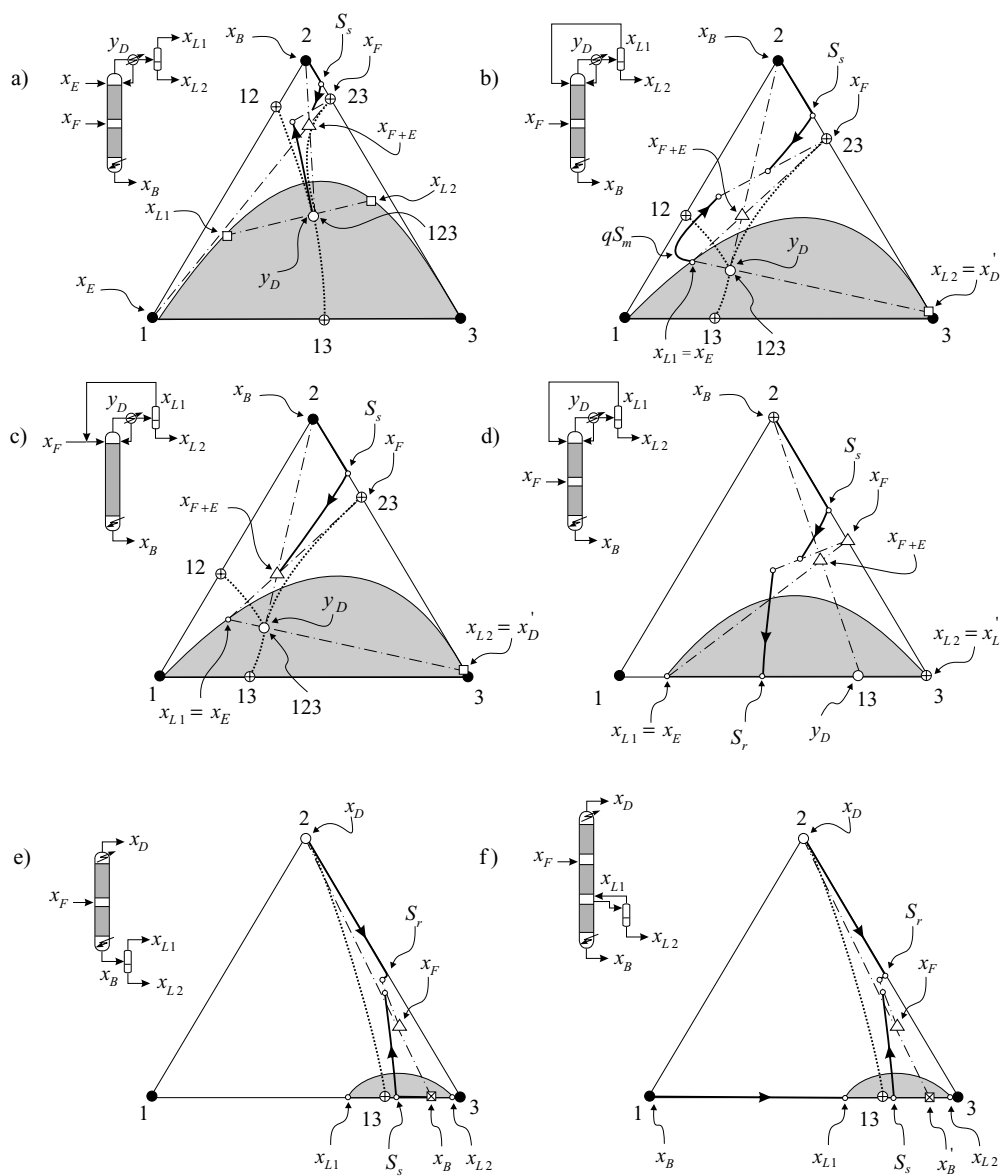 a)
x_E
x_F
y_D
x_L1
x_L2
x_B
x_B 2 S_s x_F
12 23
x_F+E
x_L1 x_L2
123
y_D
x_E
1 13 3
b)
y_D x_L1
x_L2
x_F
x_B
x_B 2 S_s x_F
23
x_F+E
12
qS_m y_D
x_L2 = x_D'
1 13 123 3
x_L1 = x_E
c)
y_D x_L1
x_F
x_L2
x_B
x_B 2 S_s x_F
23
x_F+E
12
y_D
x_L2 = x_D'
1 13 123 3
x_L1 = x_E
d)
y_D x_L1
x_L2
x_F
x_B
x_B 2 S_s x_F
x_F+E
x_L2 = x_L'
1 13 3
x_L1 = x_E S_r y_D
e)
x_D
x_F
x_L1
x_B
x_L2
2 x_D
S_r
x_F
1 13 3
x_L1 S_s x_B x_L2
f)
x_D
x_F
x_L1
x_L2
x_B
2 x_D
S_r
x_F
1 13 3
x_B x_L1 S_s x_B' x_L2